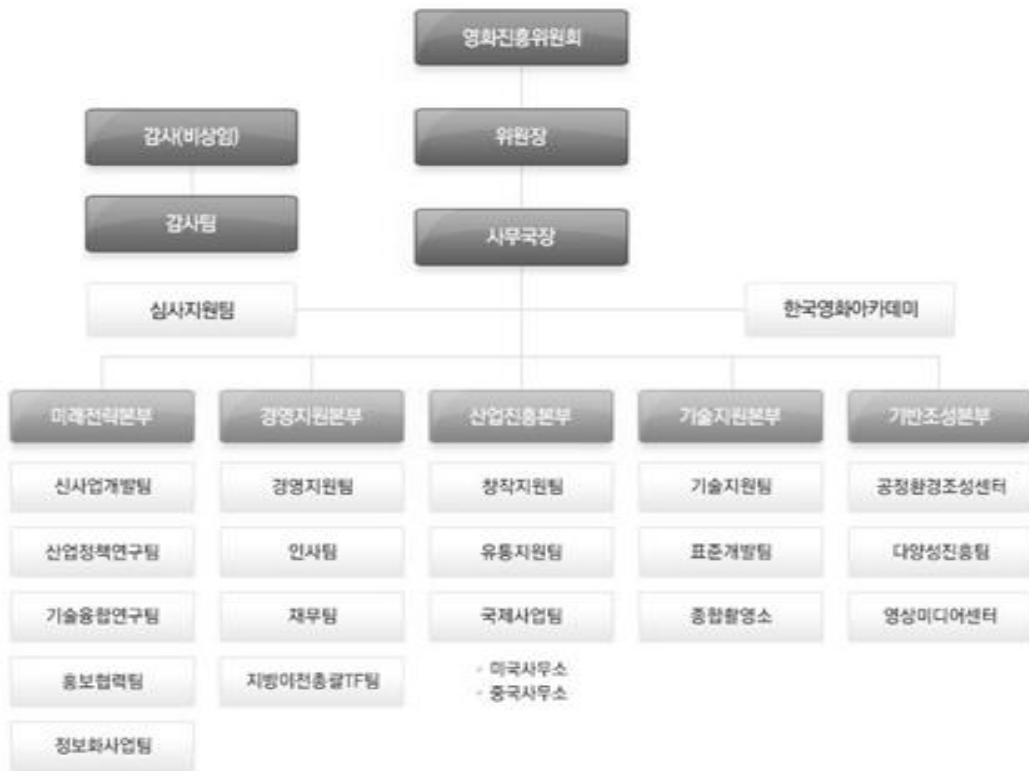 영화진흥위원회
감사(비상임)
위원장
감사팀
사무국장
심사지원팀
한국영화아카데미
미래전략본부
경영지원본부
산업진흥본부
기술지원본부
기반조성본부
신사업개발팀
경영지원팀
창작지원팀
기술지원팀
공정환경조성센터
산업정책연구팀
인사팀
유통지원팀
표준개발팀
다양성진흥팀
기술융합연구팀
재무팀
국제사업팀
종합촬영소
영상미디어센터
홍보협력팀
지방이전총괄TF팀
- 미국사무소
- 중국사무소
정보화사업팀